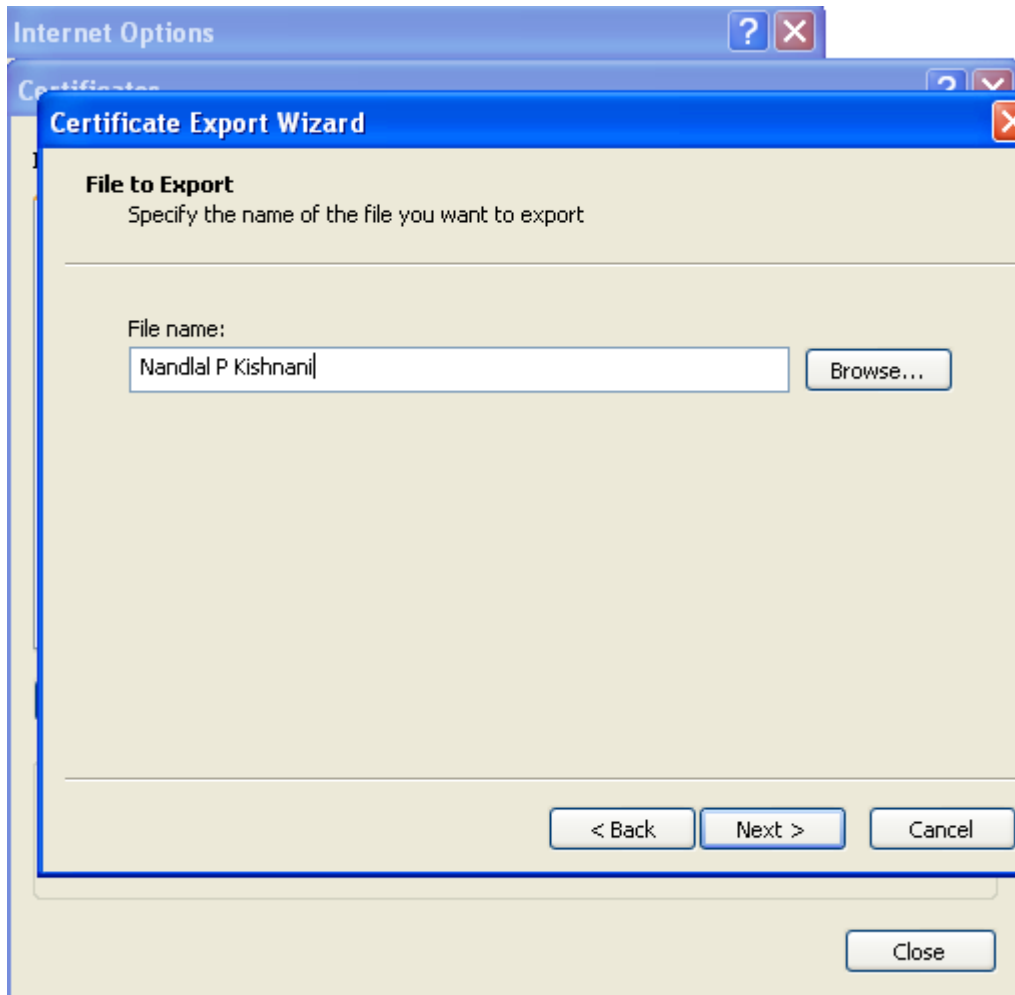 Internet Options
Certificates
Certificate Export Wizard
File to Export
Specify the name of the file you want to export
File name:
Nandlal P Kishnani
Browse...
< Back
Next >
Cancel
Close